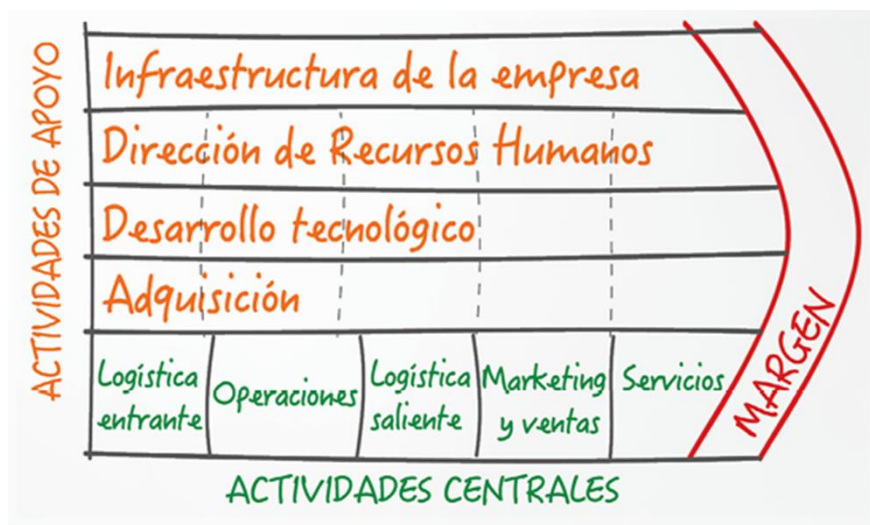 ACTIVIDADES DE APOYO
Infraestructura de la empresa
Dirección de Recursos Humanos
Desarrollo tecnológico
Adquisición
Logística
entrante
Operaciones
Logística
saliente
Marketing
y ventas
Servicios
MARGEN
ACTIVIDADES CENTRALES